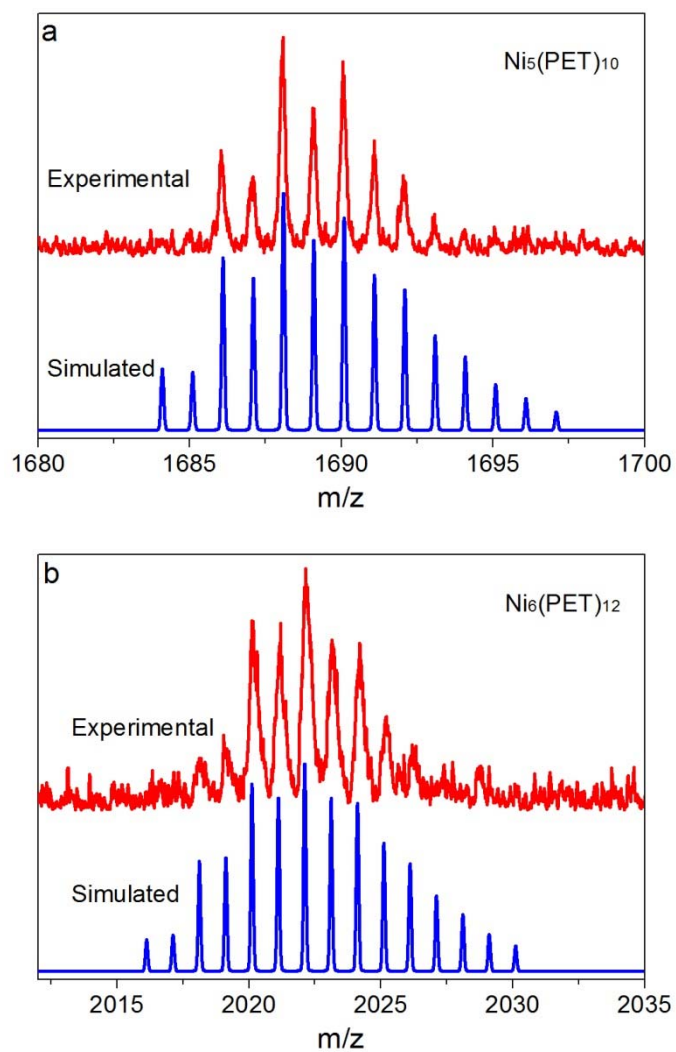 a
Ni₅(PET)₁₀
Experimental
Simulated
1680 1685 1690 1695 1700
m/z
b
Ni₆(PET)₁₂
Experimental
Simulated
2015 2020 2025 2030 2035
m/z